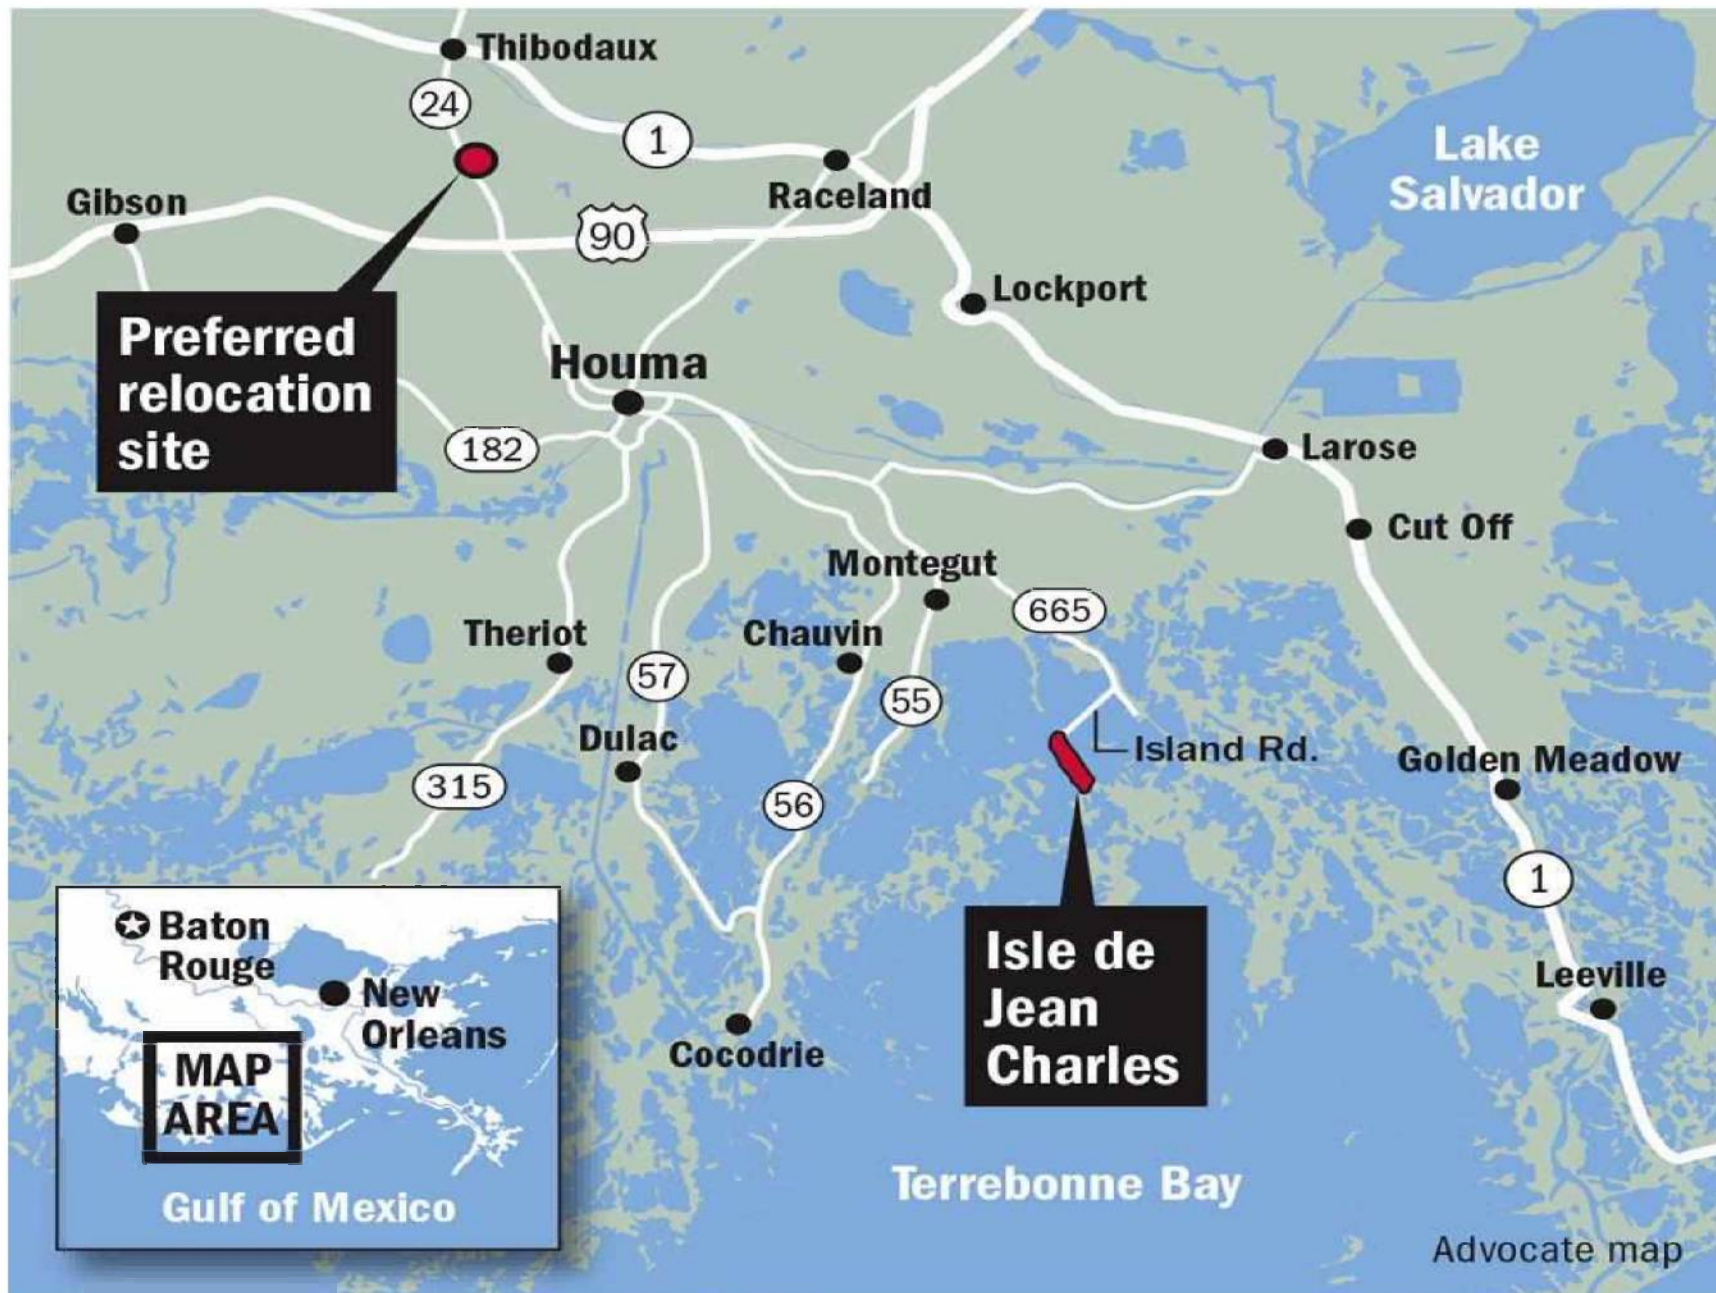 Thibodaux
24
1
Lake
Salvador
Gibson
Raceland
90
Lockport
Preferred
relocation
site
Houma
182
Larose
Cut Off
Montegut
665
Theriot
Chauvin
57
55
Dulac
Island Rd.
Golden Meadow
315
56
1
Isle de
Jean
Charles
Leeville
Cocodrie
Baton
Rouge
New
Orleans
MAP
AREA
Gulf of Mexico
Terrebonne Bay
Advocate map